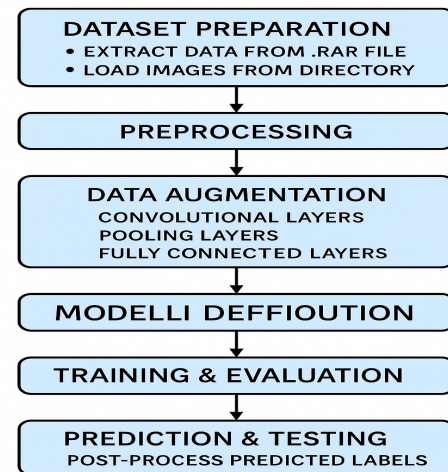 DATASET PREPARATION
• EXTRACT DATA FROM .RAR FILE
• LOAD IMAGES FROM DIRECTORY
PREPROCESSING
DATA AUGMENTATION
CONVOLUTIONAL LAYERS
POOLING LAYERS
FULLY CONNECTED LAYERS
MODELLI DEFFIOUTION
TRAINING & EVALUATION
PREDICTION & TESTING
POST-PROCESS PREDICTED LABELS